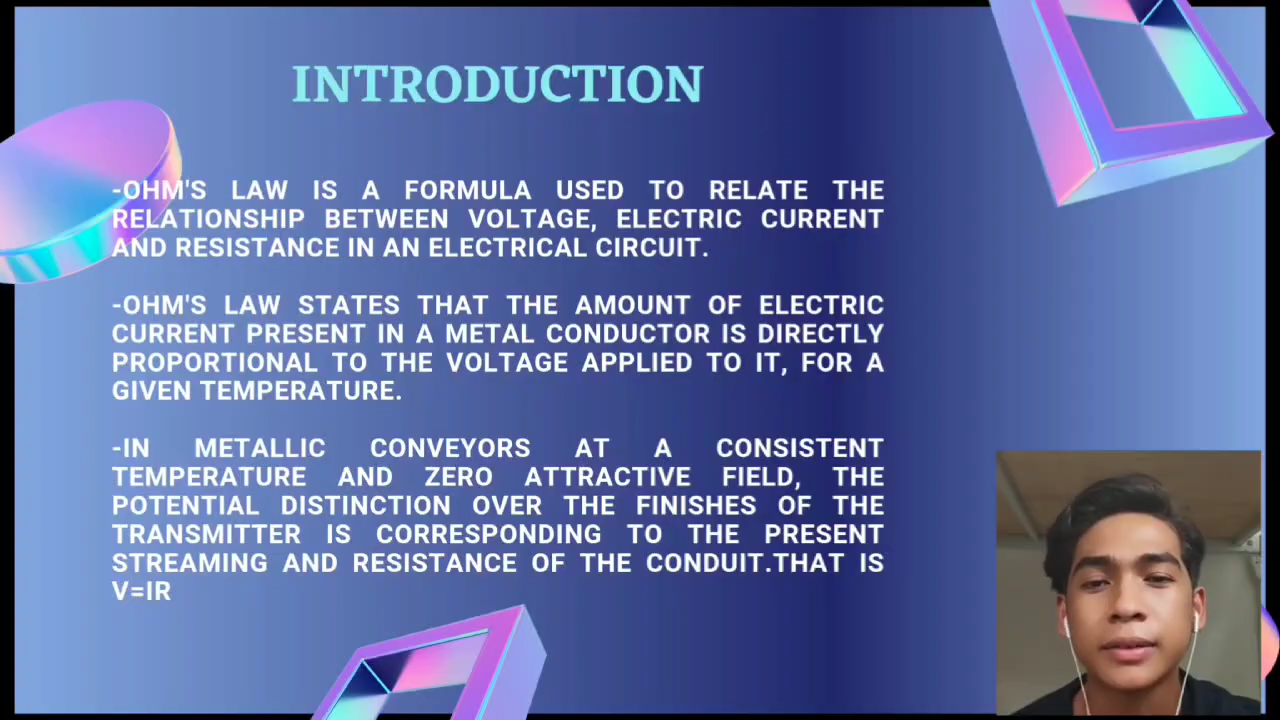 INTRODUCTION
-OHM'S LAW IS A FORMULA USED TO RELATE THE
RELATIONSHIP BETWEEN VOLTAGE, ELECTRIC CURRENT
AND RESISTANCE IN AN ELECTRICAL CIRCUIT.
-OHM'S LAW STATES THAT THE AMOUNT OF ELECTRIC
CURRENT PRESENT IN A METAL CONDUCTOR IS DIRECTLY
PROPORTIONAL TO THE VOLTAGE APPLIED TO IT, FOR A
GIVEN TEMPERATURE.
-IN METALLIC CONVEYORS AT A CONSISTENT
TEMPERATURE AND ZERO ATTRACTIVE FIELD, THE
POTENTIAL DISTINCTION OVER THE FINISHES OF THE
TRANSMITTER IS CORRESPONDING TO THE PRESENT
STREAMING AND RESISTANCE OF THE CONDUIT.THAT IS
V=IR